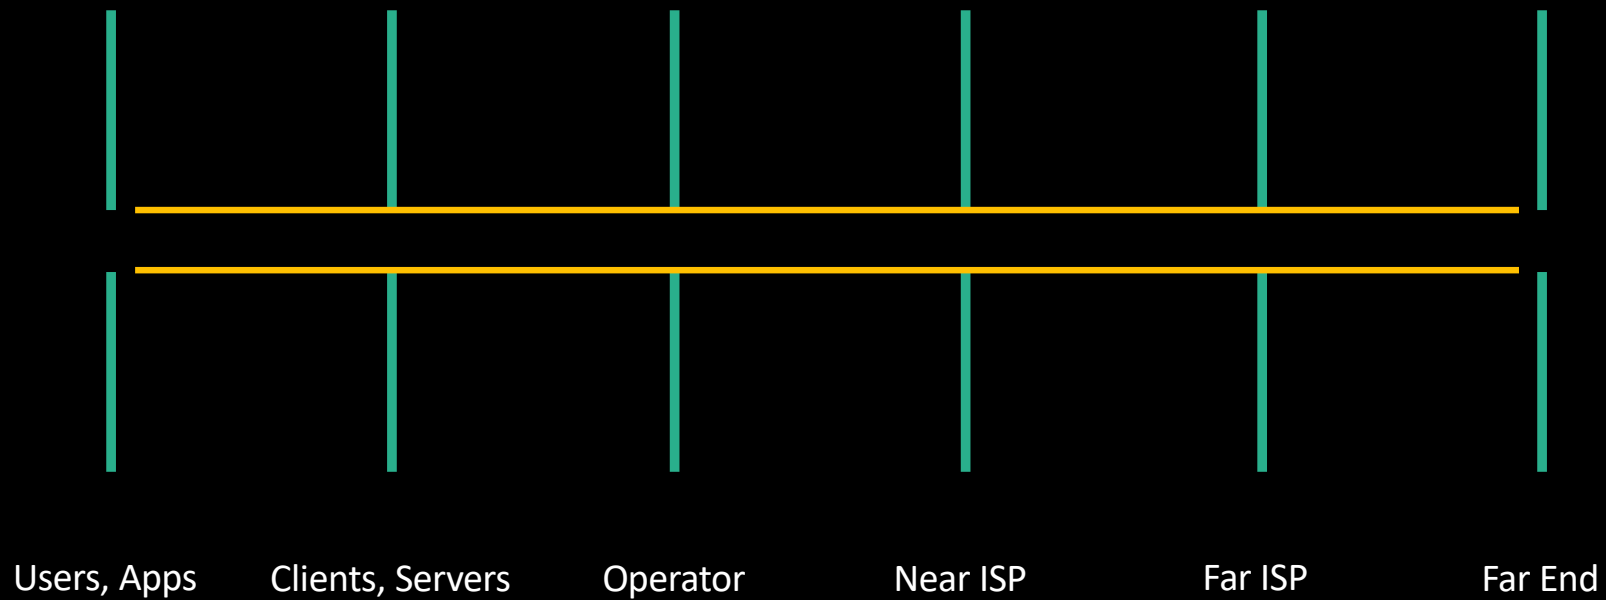 Users, Apps
Clients, Servers
Operator
Near ISP
Far ISP
Far End